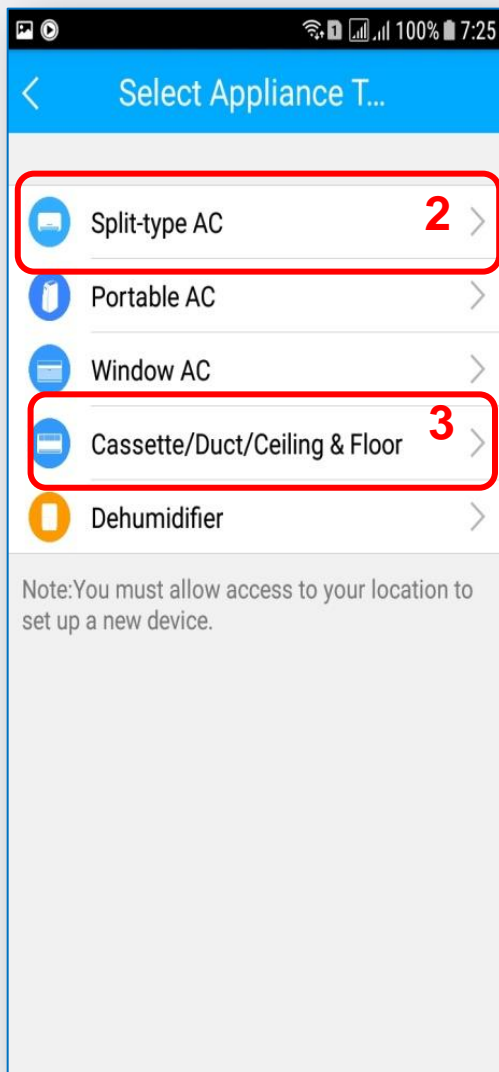 1 100% 7:25
Select Appliance T...
Split-type AC 2
Portable AC
Window AC
Cassette/Duct/Ceiling & Floor 3
Dehumidifier
Note:You must allow access to your location to
set up a new device.